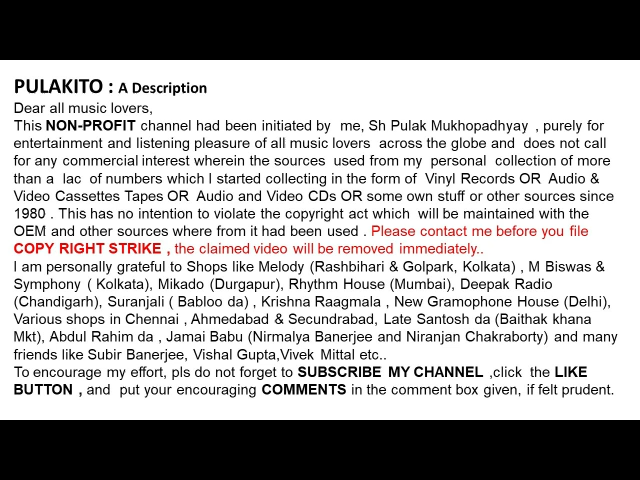 PULAKITO : A Description
Dear all music lovers,
This NON-PROFIT channel had been initiated by  me, Sh Pulak Mukhopadhyay  , purely for
entertainment and listening pleasure of all music lovers  across the globe and  does not call
for any commercial interest wherein the sources  used from my  personal  collection of more
than a  lac  of numbers which I started collecting in the form of  Vinyl Records OR  Audio &
Video Cassettes Tapes OR  Audio and Video CDs OR some own stuff or other sources since
1980 . This has no intention to violate the copyright act which  will be maintained with the
OEM and other sources where from it had been used . Please contact me before you file
COPY RIGHT STRIKE , the claimed video will be removed immediately..
I am personally grateful to Shops like Melody (Rashbihari & Golpark, Kolkata) , M Biswas &
Symphony ( Kolkata), Mikado (Durgapur), Rhythm House (Mumbai), Deepak Radio
(Chandigarh), Suranjali ( Babloo da) , Krishna Raagmala , New Gramophone House (Delhi),
Various shops in Chennai , Ahmedabad & Secundrabad, Late Santosh da (Baithak khana
Mkt), Abdul Rahim da , Jamai Babu (Nirmalya Banerjee and Niranjan Chakraborty) and many
friends like Subir Banerjee, Vishal Gupta,Vivek Mittal etc..
To encourage my effort, pls do not forget to SUBSCRIBE MY CHANNEL ,click  the LIKE
BUTTON , and  put your encouraging COMMENTS in the comment box given, if felt prudent.